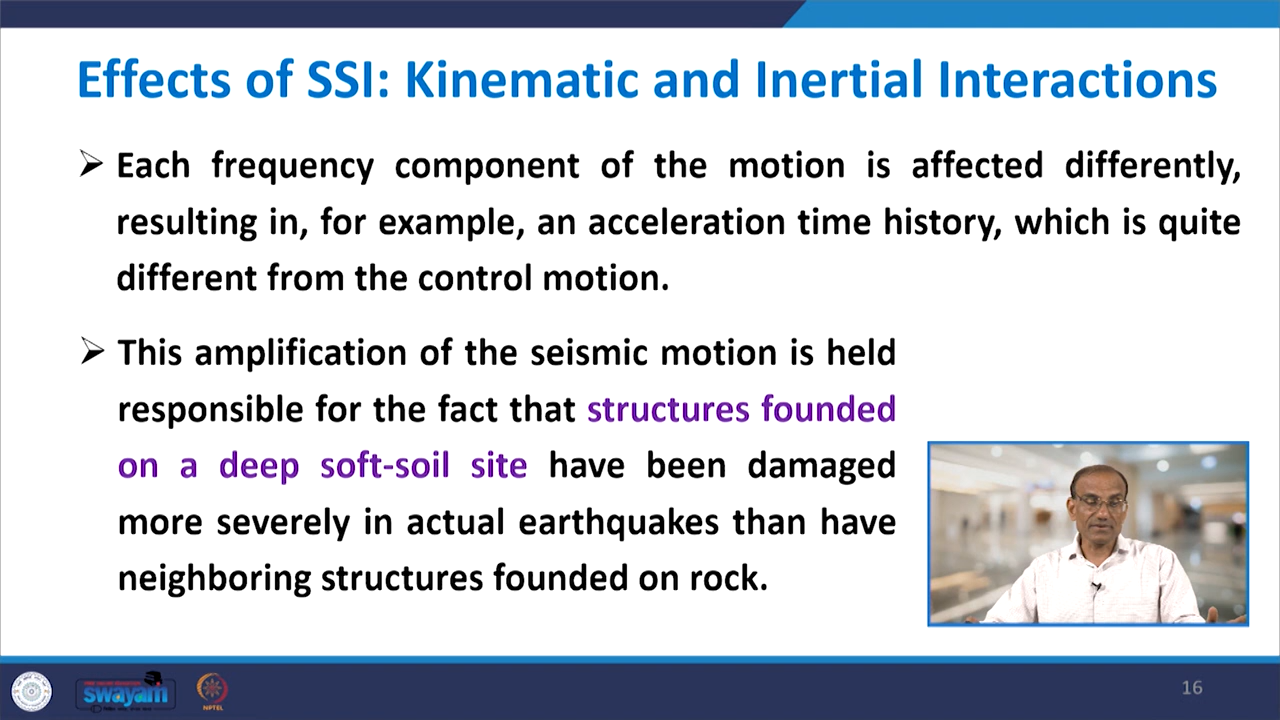 Effects of SSI: Kinematic and Inertial Interactions
➢ Each frequency component of the motion is affected differently,
resulting in, for example, an acceleration time history, which is quite
different from the control motion.
➢ This amplification of the seismic motion is held
responsible for the fact that structures founded
on a deep soft-soil site have been damaged
more severely in actual earthquakes than have
neighboring structures founded on rock.
swayam
NPTEL
16